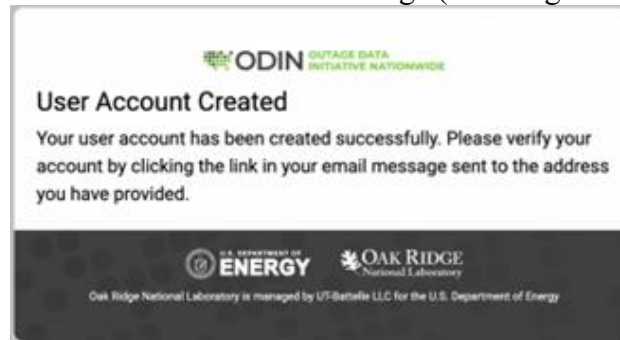 ODIN OUTAGE DATA
INITIATIVE NATIONWIDE
User Account Created
Your user account has been created successfully. Please verify your
account by clicking the link in your email message sent to the address
you have provided.
U.S. DEPARTMENT OF
ENERGY
OAK RIDGE
National Laboratory
Oak Ridge National Laboratory is managed by UT-Battelle LLC for the U.S. Department of Energy